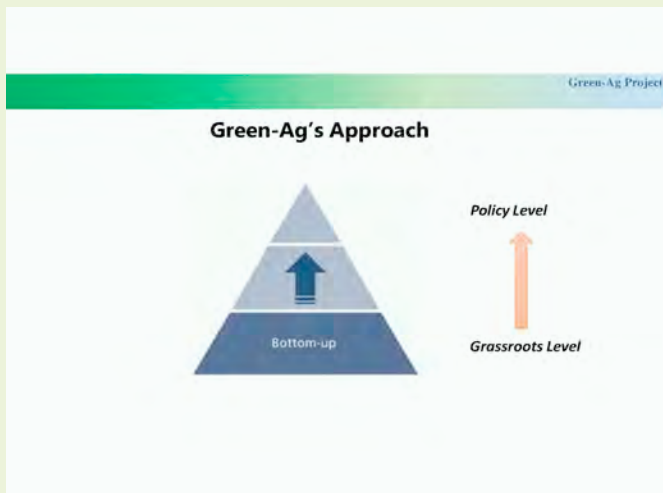 Green-Ag Project
Green-Ag's Approach
Policy Level
Bottom-up
Grassroots Level